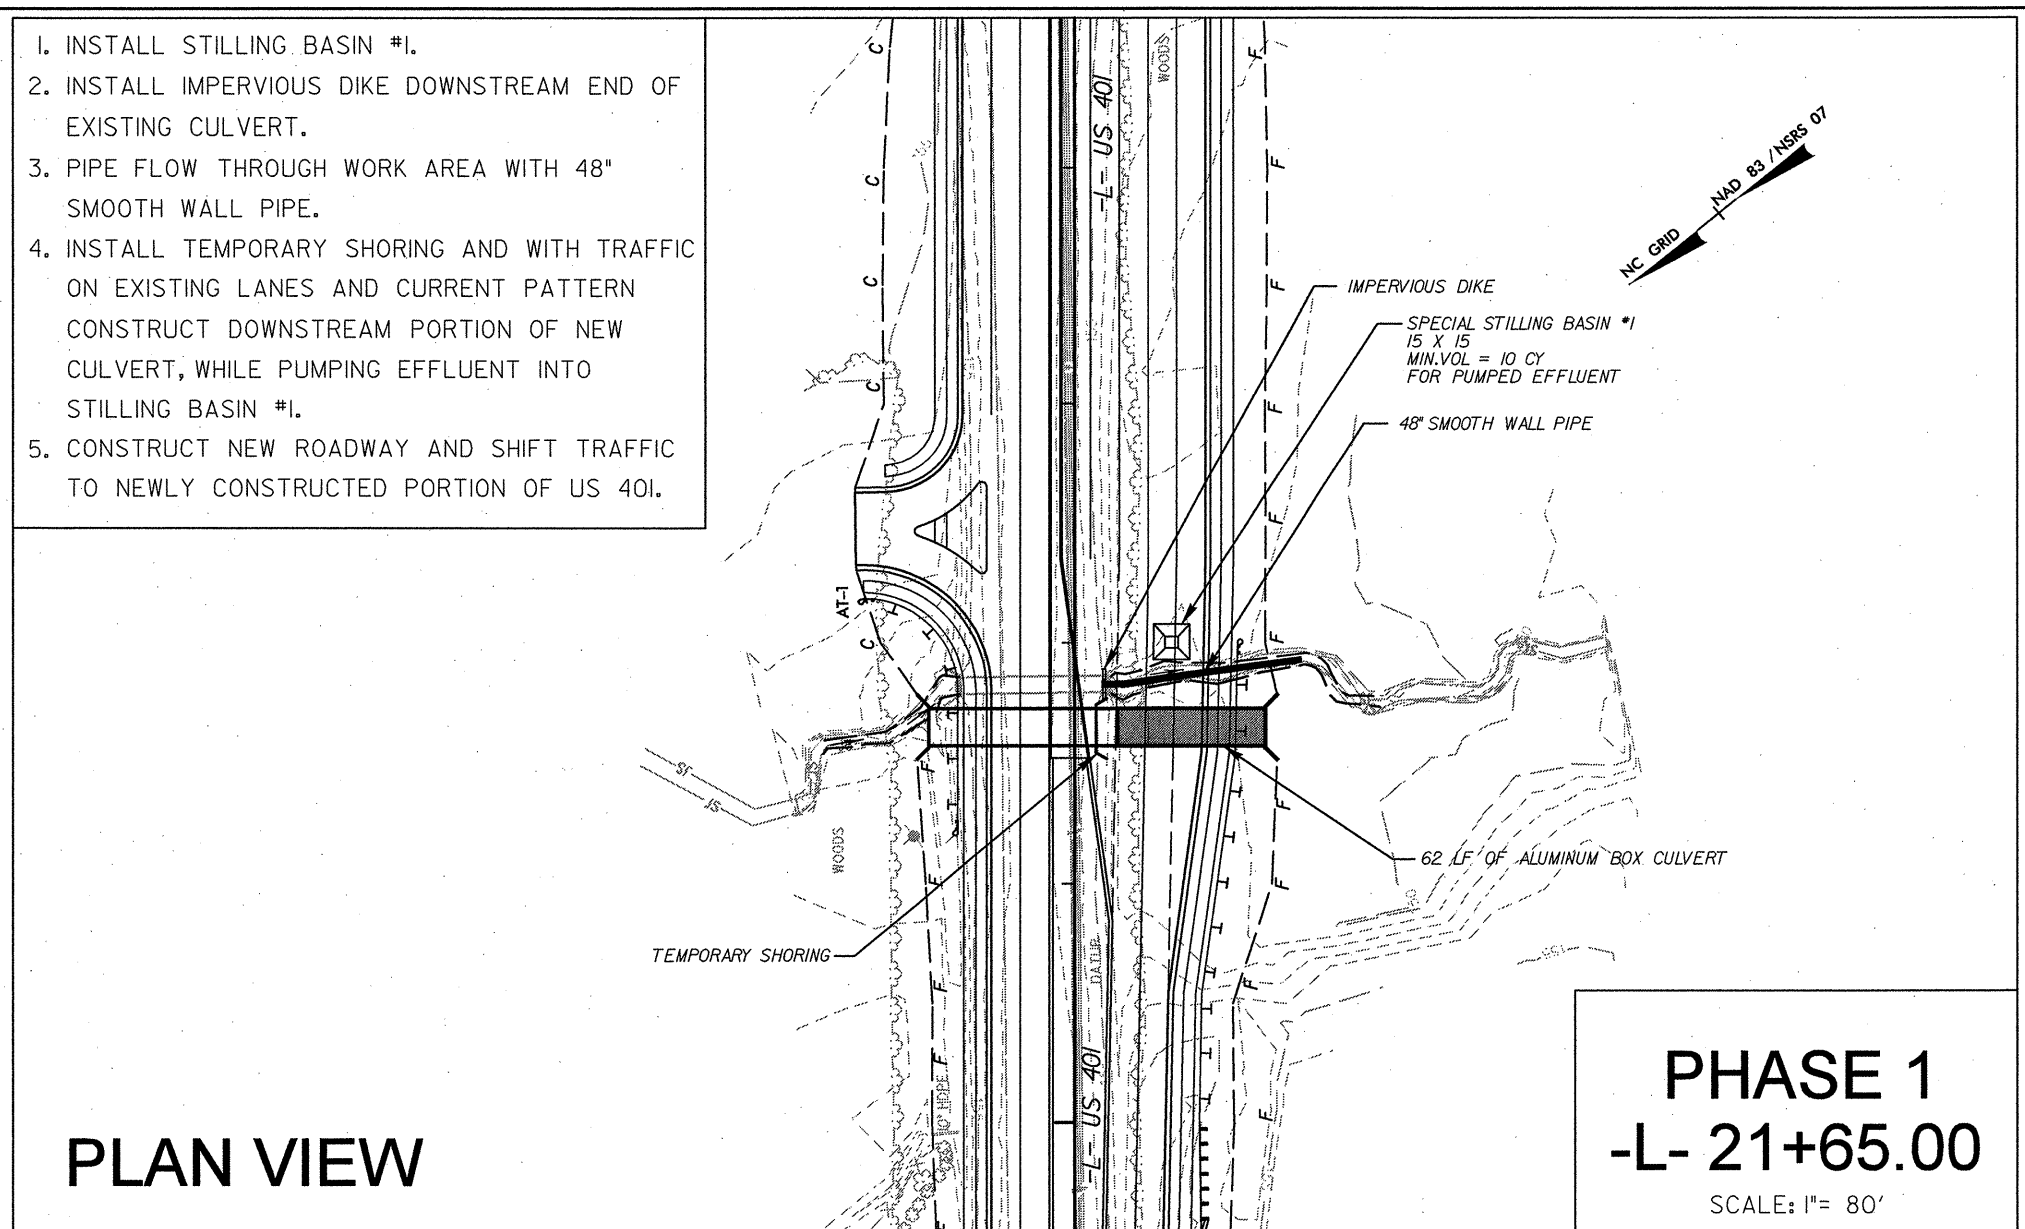 1. INSTALL STILLING BASIN #1.
2. INSTALL IMPERVIOUS DIKE DOWNSTREAM END OF
EXISTING CULVERT.
3. PIPE FLOW THROUGH WORK AREA WITH 48"
SMOOTH WALL PIPE.
4. INSTALL TEMPORARY SHORING AND WITH TRAFFIC
ON EXISTING LANES AND CURRENT PATTERN
CONSTRUCT DOWNSTREAM PORTION OF NEW
CULVERT, WHILE PUMPING EFFLUENT INTO
STILLING BASIN #1.
5. CONSTRUCT NEW ROADWAY AND SHIFT TRAFFIC
TO NEWLY CONSTRUCTED PORTION OF US 401.
-L- US 401
WOODS
NC GRID
NAD 83 / NSRS 07
IMPERVIOUS DIKE
SPECIAL STILLING BASIN #1
15 X 15
MIN.VOL = 10 CY
FOR PUMPED EFFLUENT
48" SMOOTH WALL PIPE
C
C
C
C
C
F
F
F
F
F
F
AT-1
WOODS
62 LF OF ALUMINUM BOX CULVERT
TEMPORARY SHORING
F
F
F
F
F
F
F
F
F
F
-L- US 401
PLAN VIEW
PHASE 1
-L- 21+65.00
SCALE: 1"= 80'